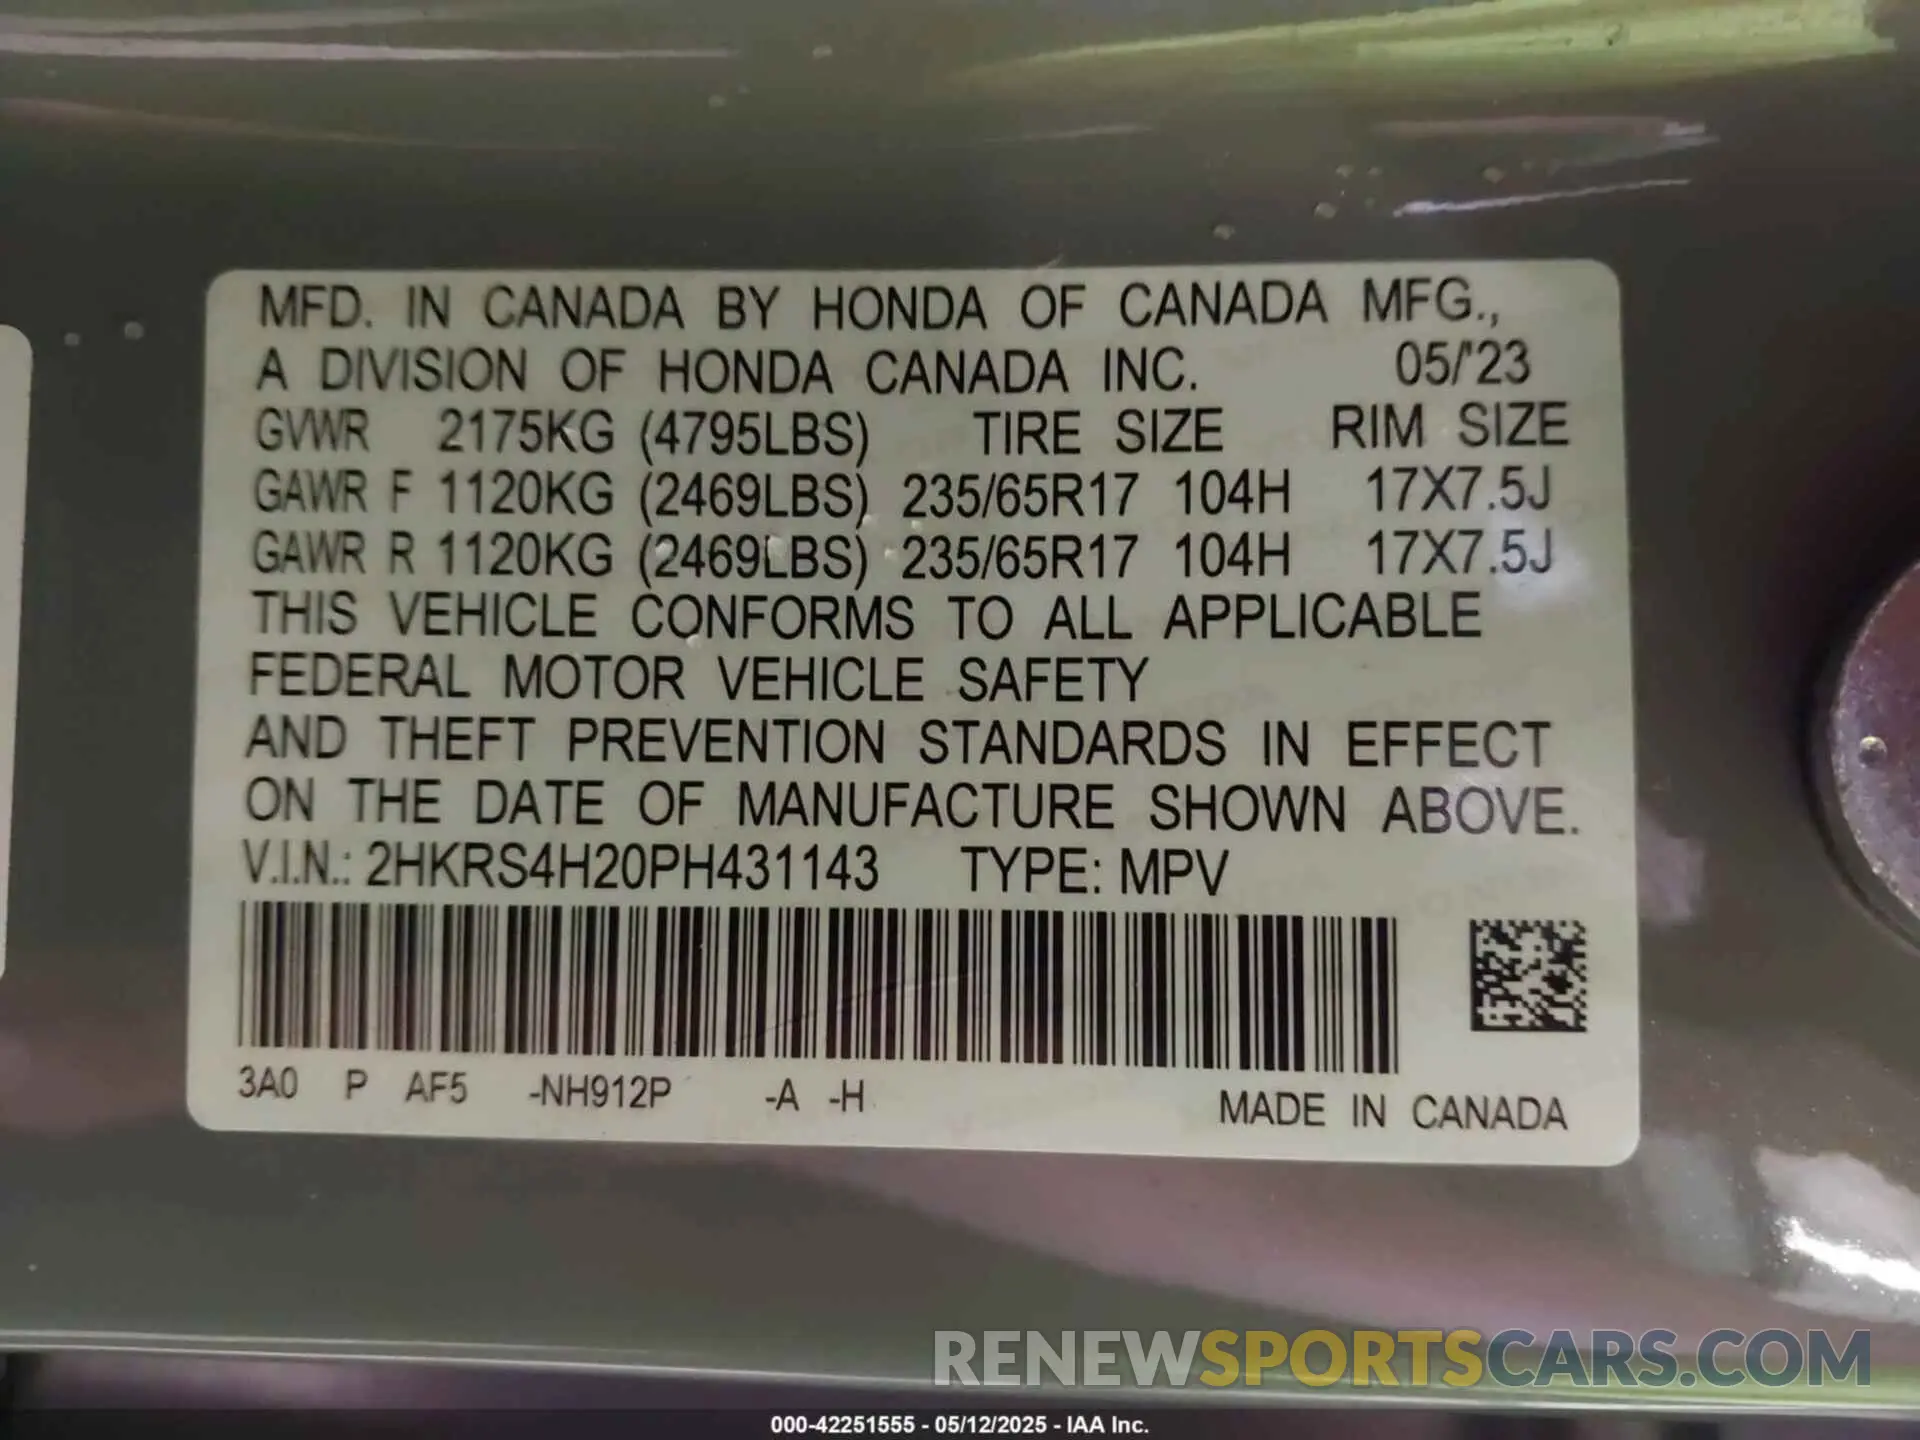 MFD. IN CANADA BY HONDA OF CANADA MFG.,
A DIVISION OF HONDA CANADA INC. 05/'23
GVWR 2175KG (4795LBS) TIRE SIZE RIM SIZE
GAWR F 1120KG (2469LBS) 235/65R17 104H 17X7.5J
GAWR R 1120KG (2469LBS) 235/65R17 104H 17X7.5J
THIS VEHICLE CONFORMS TO ALL APPLICABLE
FEDERAL MOTOR VEHICLE SAFETY
AND THEFT PREVENTION STANDARDS IN EFFECT
ON THE DATE OF MANUFACTURE SHOWN ABOVE.
V.I.N.: 2HKRS4H20PH431143 TYPE: MPV
3A0 P AF5 -NH912P -A -H
MADE IN CANADA
RENEWSPORTSCARS.COM
000-42251555 - 05/12/2025 - IAA Inc.